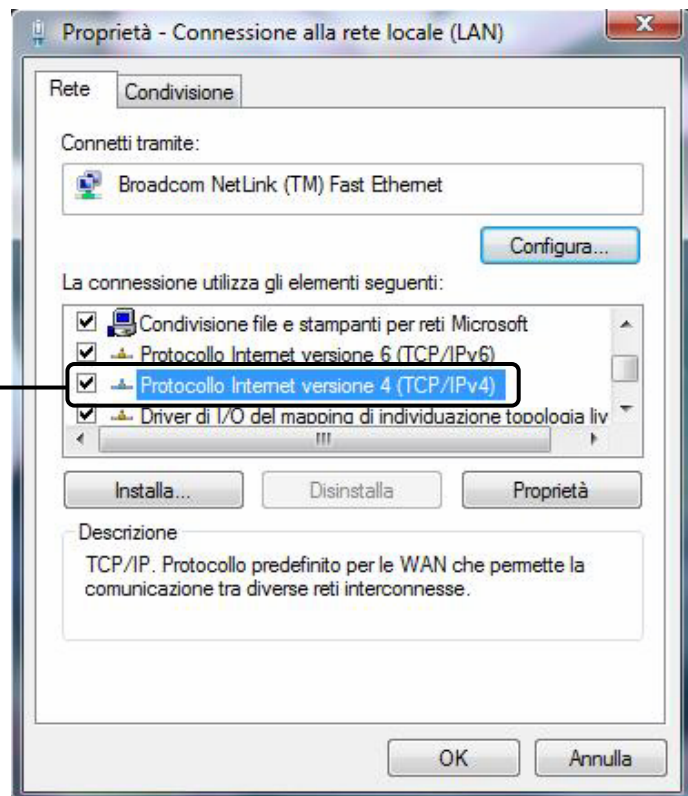 Proprietà - Connessione alla rete locale (LAN)
Rete
Condivisione
Connetti tramite:
Broadcom NetLink (TM) Fast Ethernet
Configura...
La connessione utilizza gli elementi seguenti:
Condivisione file e stampanti per reti Microsoft
Protocollo Internet versione 6 (TCP/IPv6)
Protocollo Internet versione 4 (TCP/IPv4)
Driver di I/O del mapping di individuazione topologia liv
Installa...
Disinstalla
Proprietà
Descrizione
TCP/IP. Protocollo predefinito per le WAN che permette la
comunicazione tra diverse reti interconnesse.
OK
Annulla